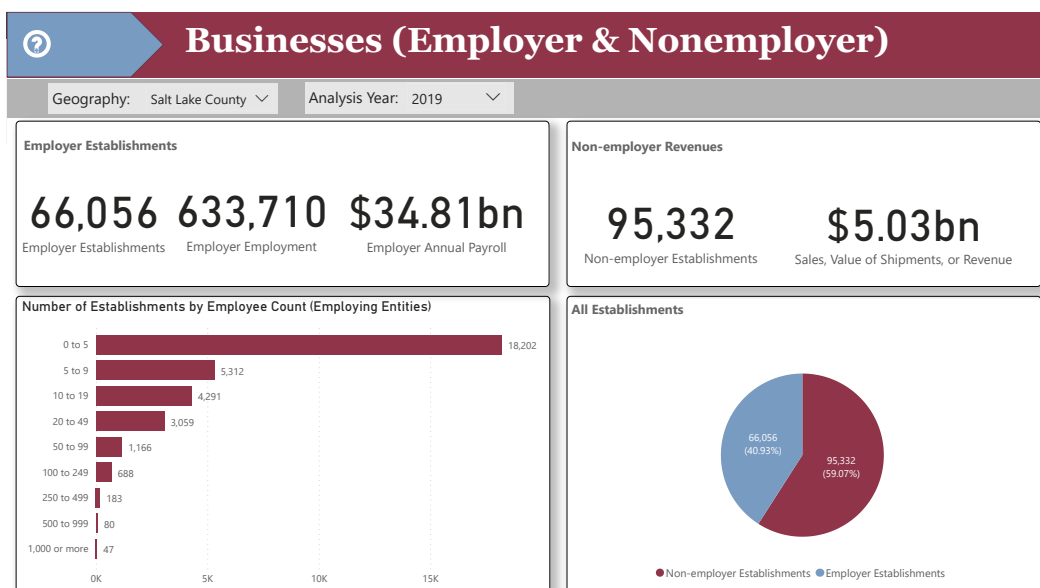 Businesses (Employer & Nonemployer)
Geography: Salt Lake County
Analysis Year: 2019
Employer Establishments
66,056 633,710 $34.81bn
Employer Establishments Employer Employment Employer Annual Payroll
Non-employer Revenues
95,332 $5.03bn
Non-employer Establishments Sales, Value of Shipments, or Revenue
Number of Establishments by Employee Count (Employing Entities)
0 to 5 18,202
5 to 9 5,312
10 to 19 4,291
20 to 49 3,059
50 to 99 1,166
100 to 249 688
250 to 499 183
500 to 999 80
1,000 or more 47
0K 5K 10K 15K
All Establishments
66,056
(40.93%)
95,332
(59.07%)
Non-employer Establishments Employer Establishments